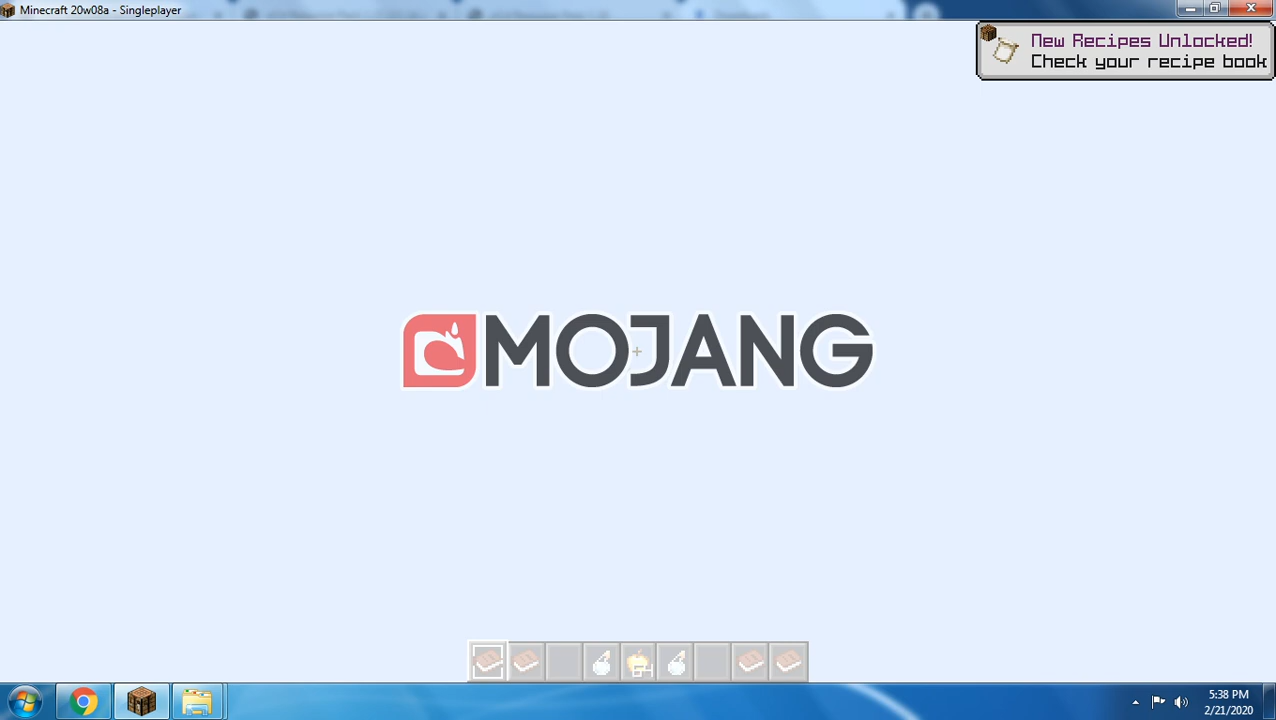 Minecraft 20w08a - Singleplayer
New Recipes Unlocked!
Check your recipe book
MOJANG
5:38 PM
2/21/2020